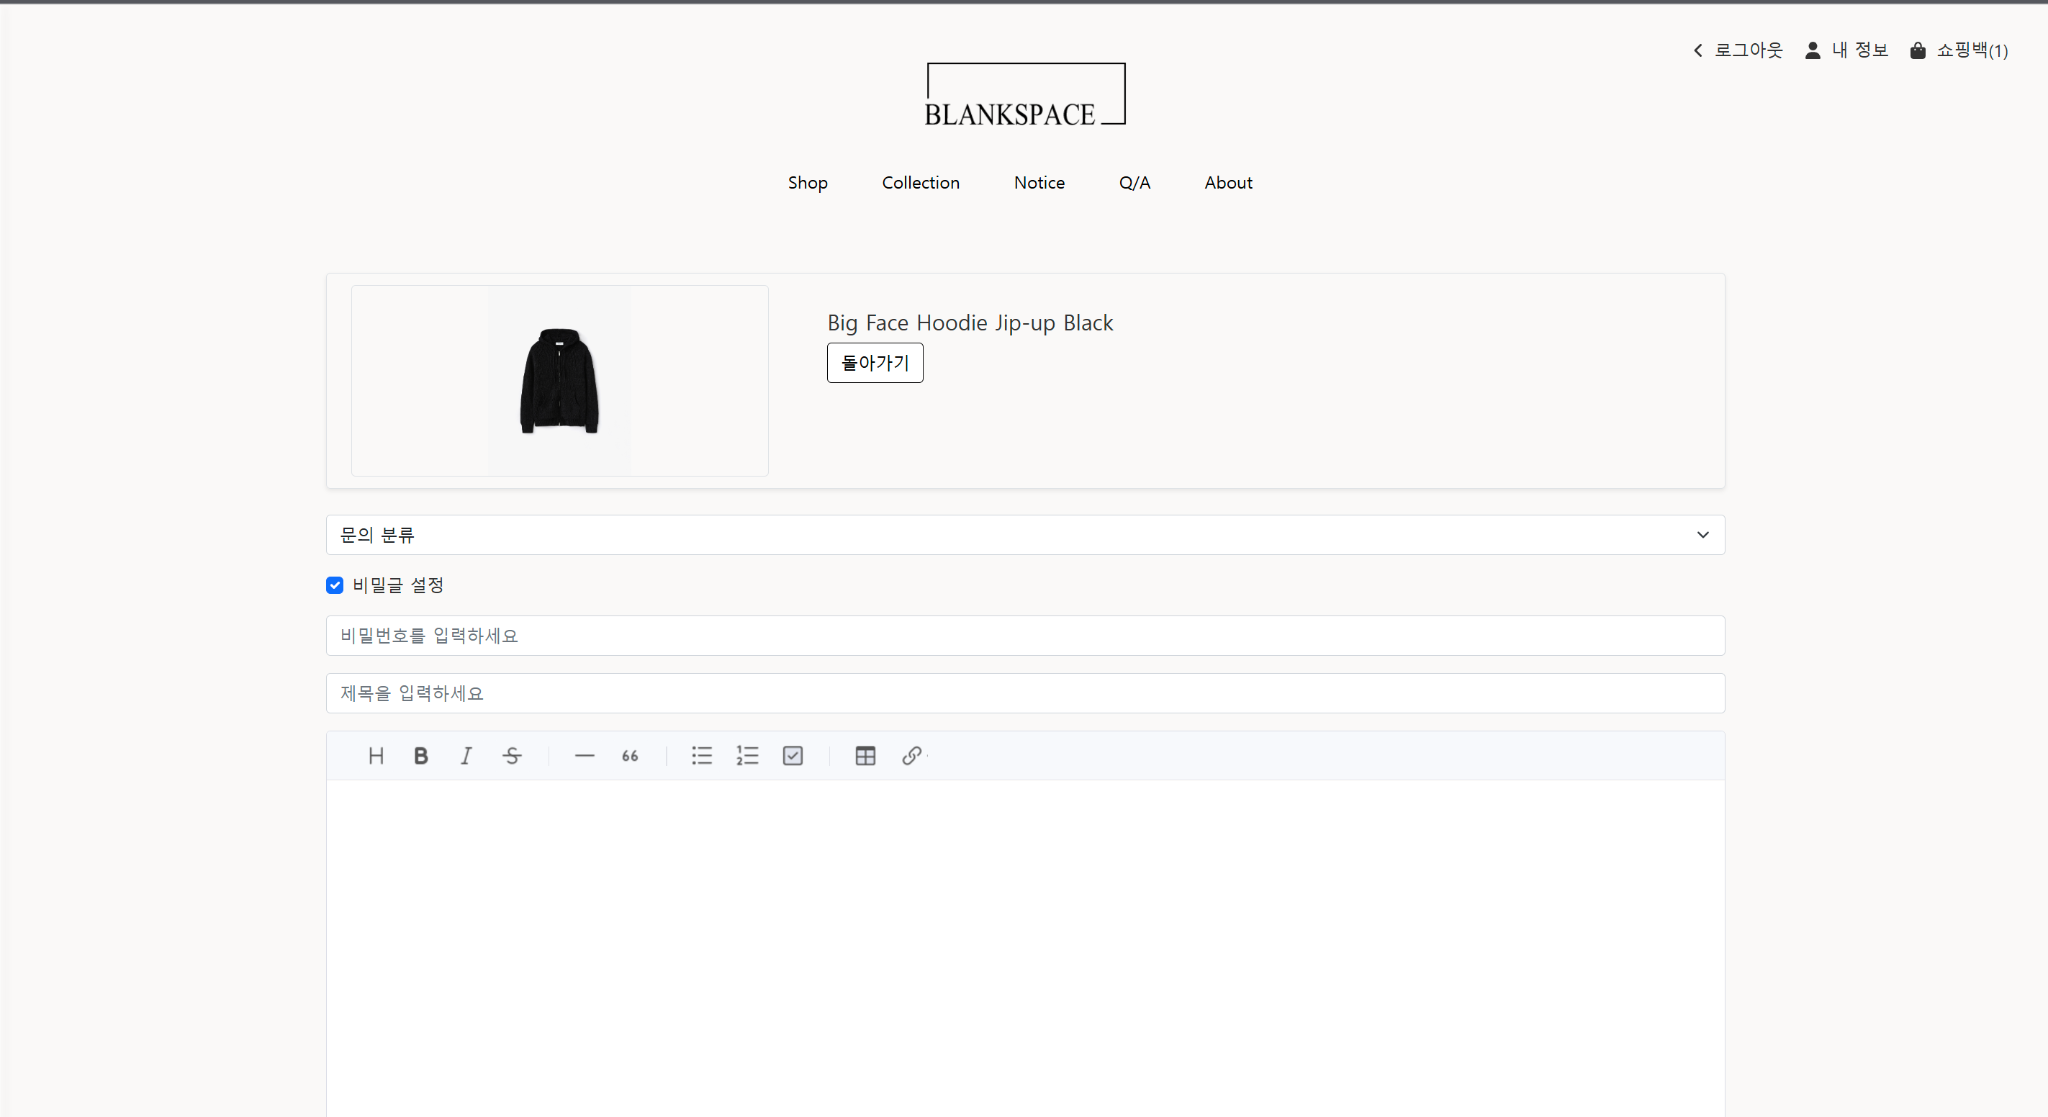 로그아웃 내 정보 쇼핑백(1)
BLANKSPACE
Shop Collection Notice Q/A About
Big Face Hoodie Jip-up Black
돌아가기
문의 분류
비밀글 설정
비밀번호를 입력하세요
제목을 입력하세요